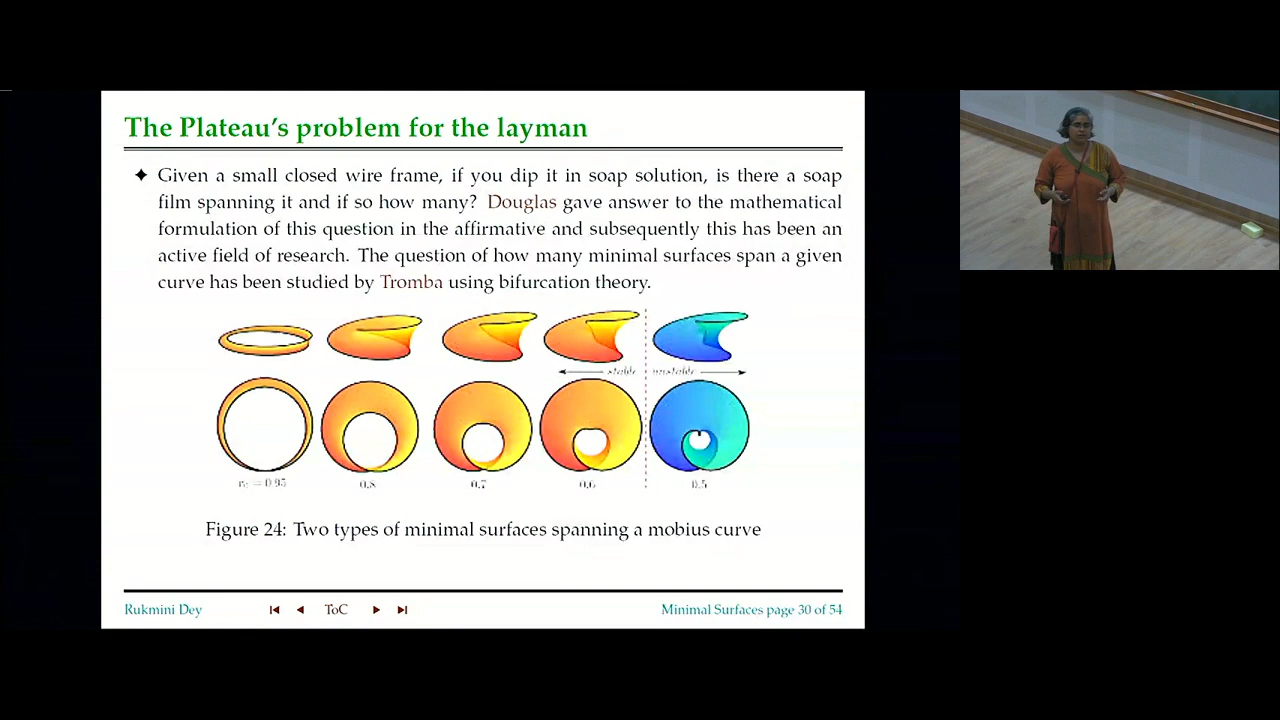 The Plateau's problem for the layman
✦ Given a small closed wire frame, if you dip it in soap solution, is there a soap
film spanning it and if so how many? Douglas gave answer to the mathematical
formulation of this question in the affirmative and subsequently this has been an
active field of research. The question of how many minimal surfaces span a given
curve has been studied by Tromba using bifurcation theory.
stable unstable
= 0.95 0.8 0.7 0.6 0.5
Figure 24: Two types of minimal surfaces spanning a mobius curve
Rukmini Dey ToC Minimal Surfaces page 30 of 54